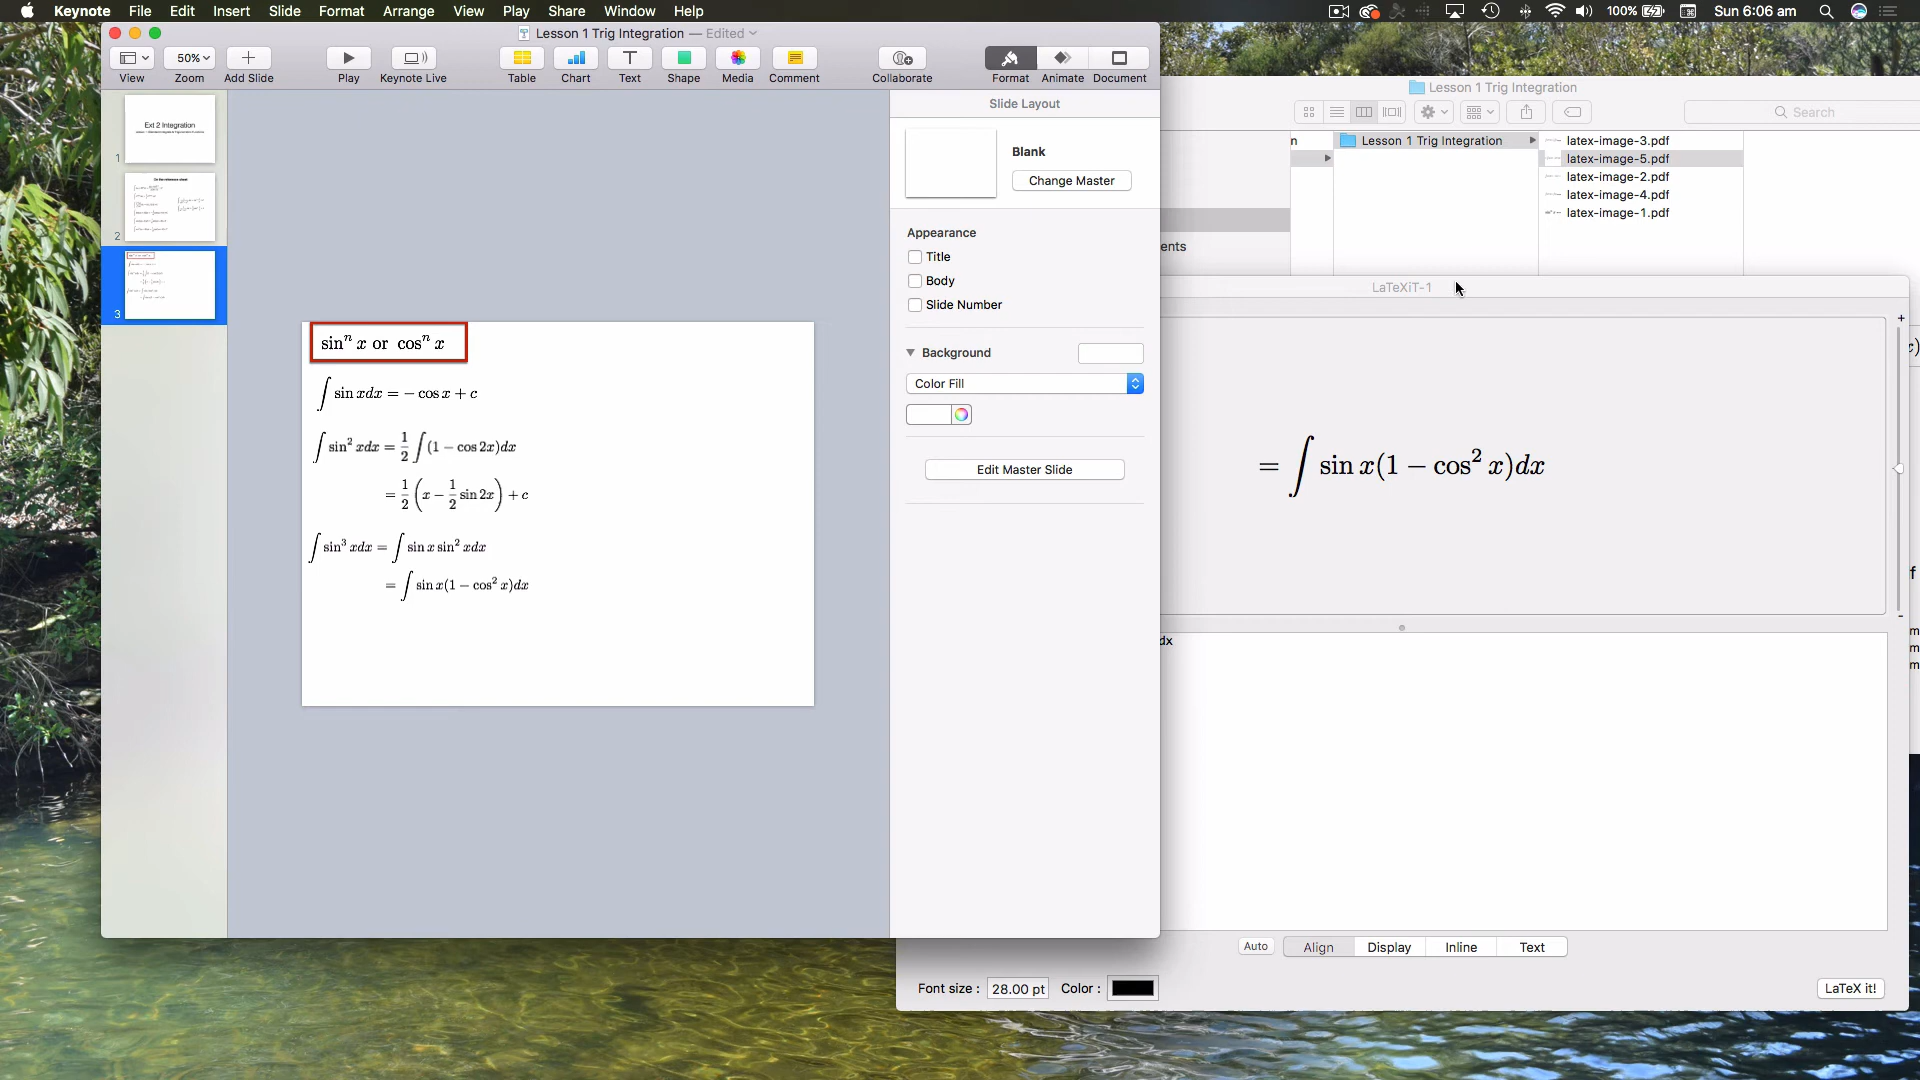 Keynote File Edit Insert Slide Format Arrange View Play Share Window Help
100% Sun 6:06 am
Lesson 1 Trig Integration — Edited
50%
View Zoom Add Slide Play Keynote Live Table Chart Text Shape Media Comment Collaborate Format Animate Document
Ext 2 Integration
1
2
3
sinⁿ x or cosⁿ x
∫ sin xdx = − cos x + c
∫ sin² xdx = 1/2 ∫ (1 − cos 2x)dx
= 1/2 (x − 1/2 sin 2x) + c
∫ sin³ xdx = ∫ sin x sin² xdx
= ∫ sin x(1 − cos² x)dx
Slide Layout
Blank
Change Master
Appearance
Title
Body
Slide Number
Background
Color Fill
Edit Master Slide
Lesson 1 Trig Integration
Search
n
Lesson 1 Trig Integration
latex-image-3.pdf
latex-image-5.pdf
latex-image-2.pdf
latex-image-4.pdf
latex-image-1.pdf
ents
LaTeXiT-1
+
= ∫ sin x(1 − cos² x)dx
-
dx
Auto Align Display Inline Text
Font size : 28.00 pt Color :
LaTeX it!